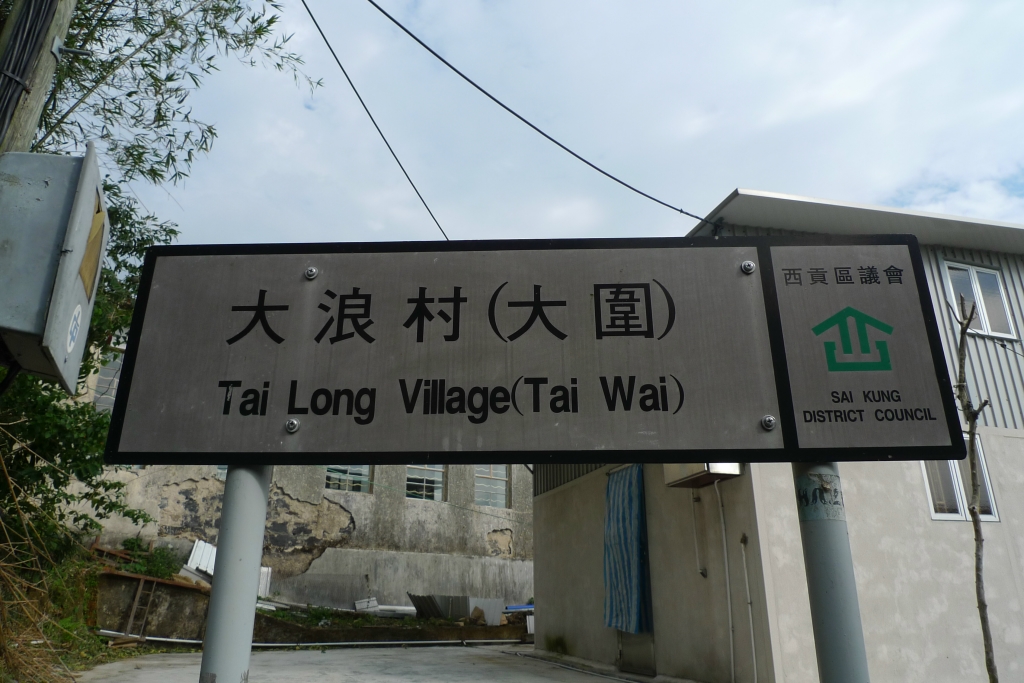 大浪村(大圍)
Tai Long Village(Tai Wai)
西貢區議會
SAI KUNG
DISTRICT COUNCIL